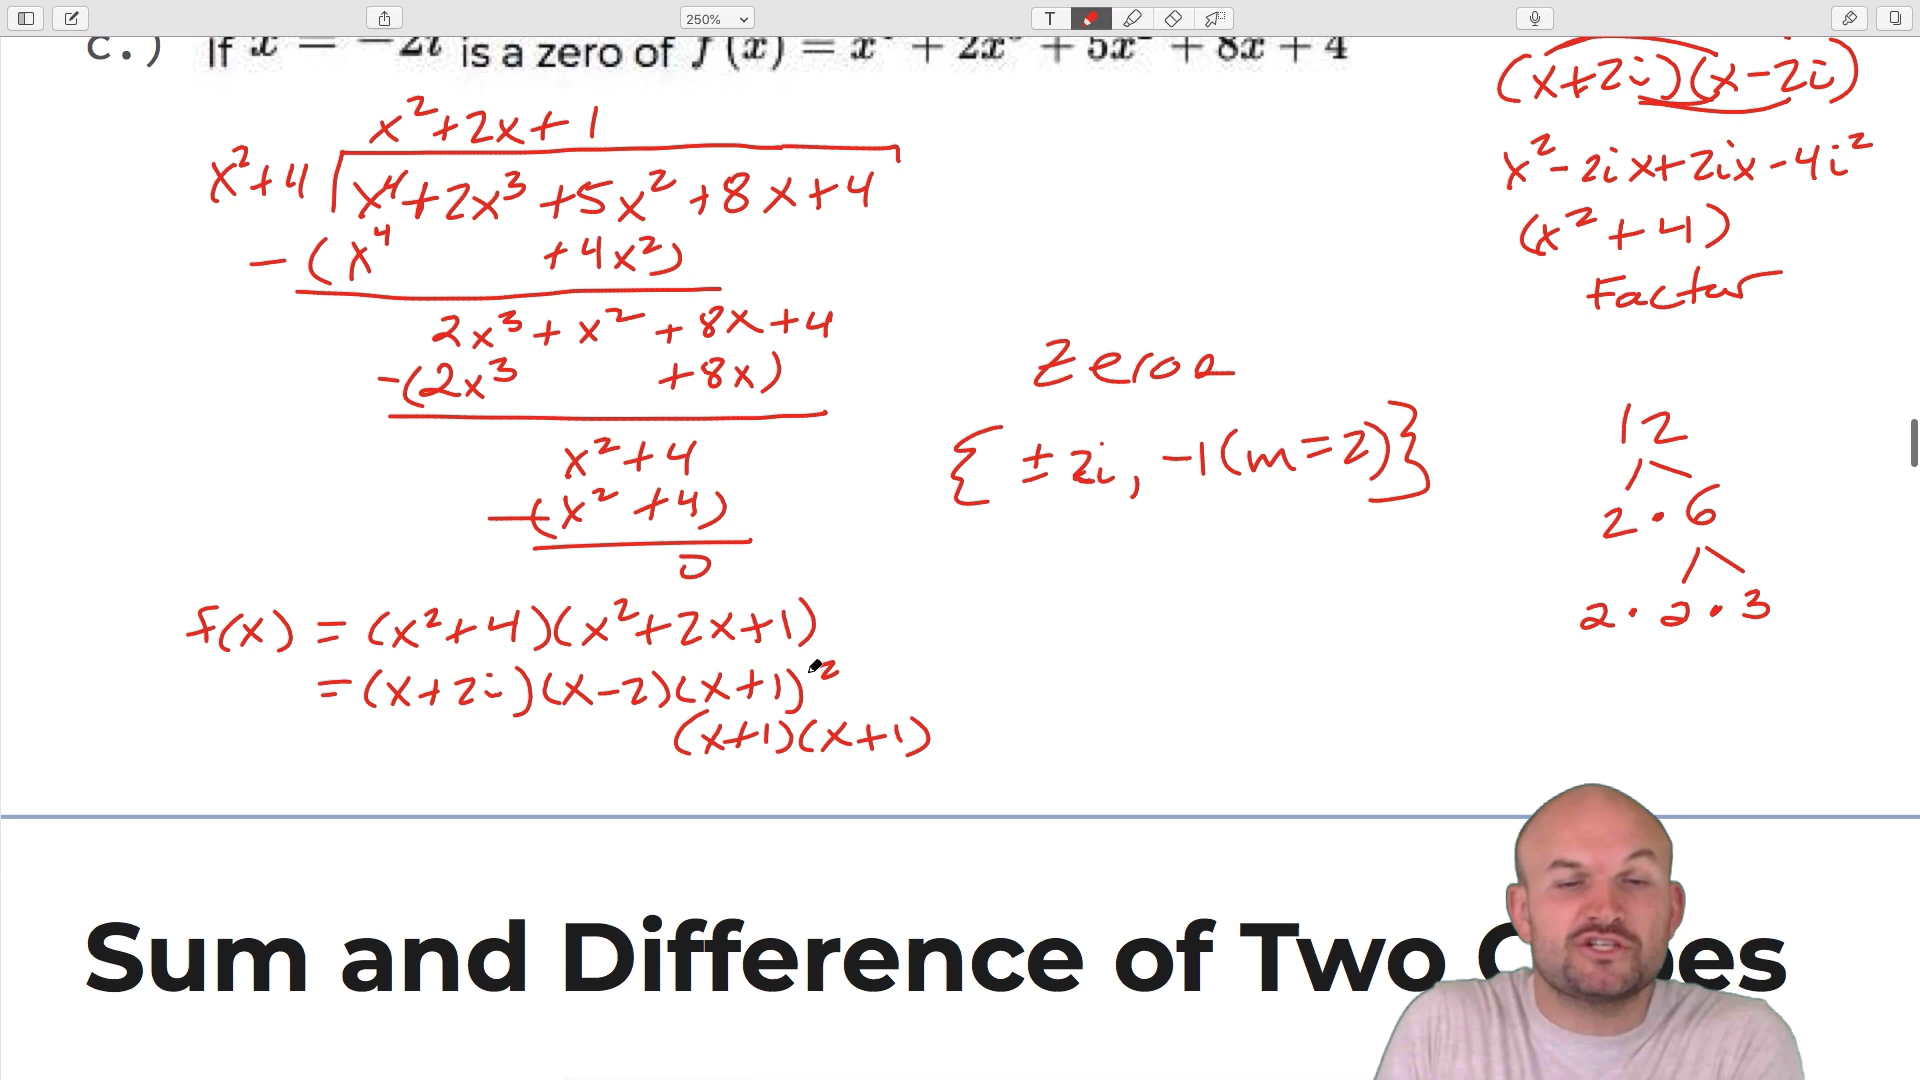 250%
T
c.) If x = −2i is a zero of f(x) = x⁴ + 2x³ + 5x² + 8x + 4
(x+2i)(x-2i)
x²-2ix+2ix-4i²
(x²+4)
Factor
x²+2x+1
x²+4 x⁴+2x³+5x²+8x+4
-(x⁴ +4x²)
2x³+x²+8x+4
-(2x³ +8x)
x²+4
-(x²+4)
0
Zeros
{±2i, -1(m=2)}
12
2·6
2·2·3
f(x) = (x²+4)(x²+2x+1)
=(x+2i)(x-2)(x+1)²
(x+1)(x+1)
Sum and Difference of Two